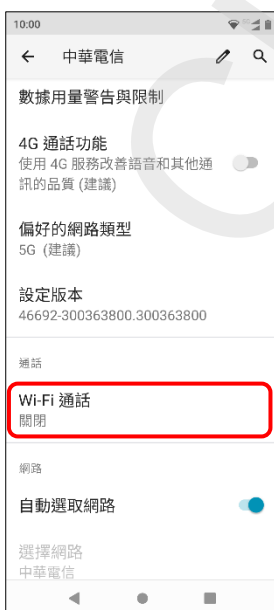 10:00
中華電信
數據用量警告與限制
4G 通話功能
使用 4G 服務改善語音和其他通
訊的品質 (建議)
偏好的網路類型
5G (建議)
設定版本
46692-300363800.300363800
通話
Wi-Fi 通話
關閉
網路
自動選取網路
選擇網路
中華電信